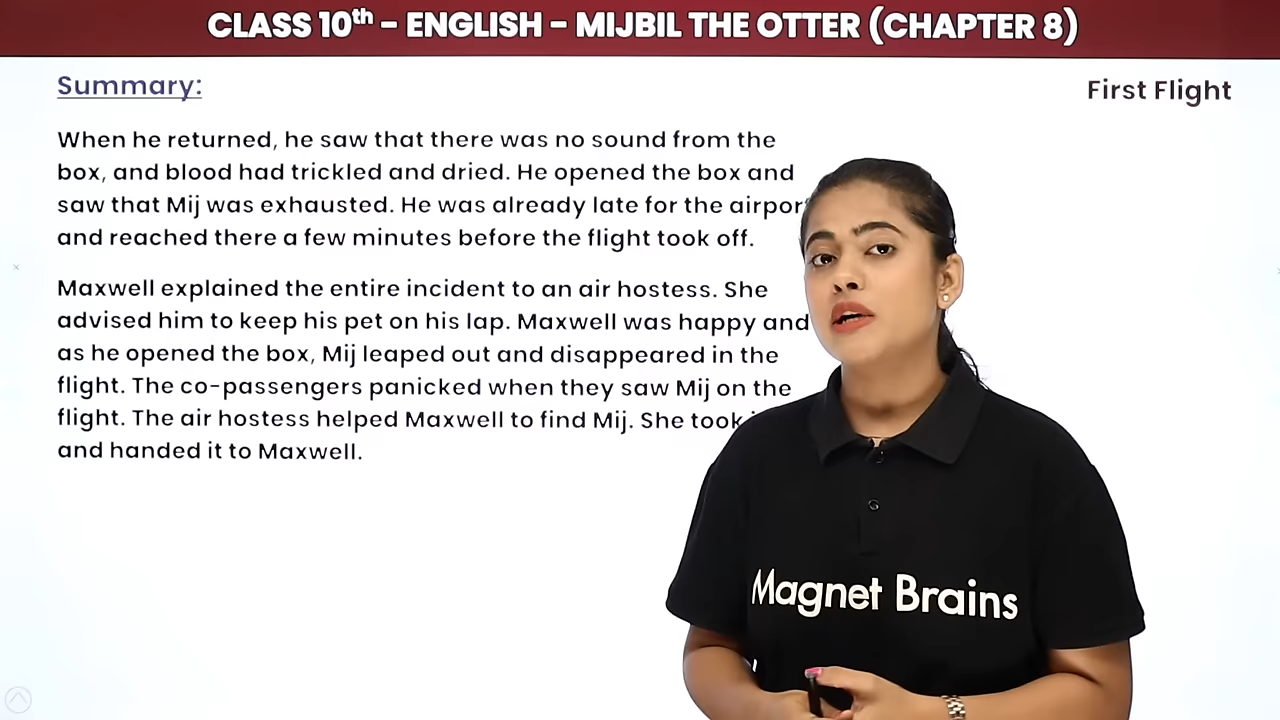 CLASS 10th - ENGLISH - MIJBIL THE OTTER (CHAPTER 8)
Summary:
First Flight
When he returned, he saw that there was no sound from the
box, and blood had trickled and dried. He opened the box and
saw that Mij was exhausted. He was already late for the airport
and reached there a few minutes before the flight took off.
Maxwell explained the entire incident to an air hostess. She
advised him to keep his pet on his lap. Maxwell was happy and
as he opened the box, Mij leaped out and disappeared in the
flight. The co-passengers panicked when they saw Mij on the
flight. The air hostess helped Maxwell to find Mij. She took
and handed it to Maxwell.
Magnet Brains